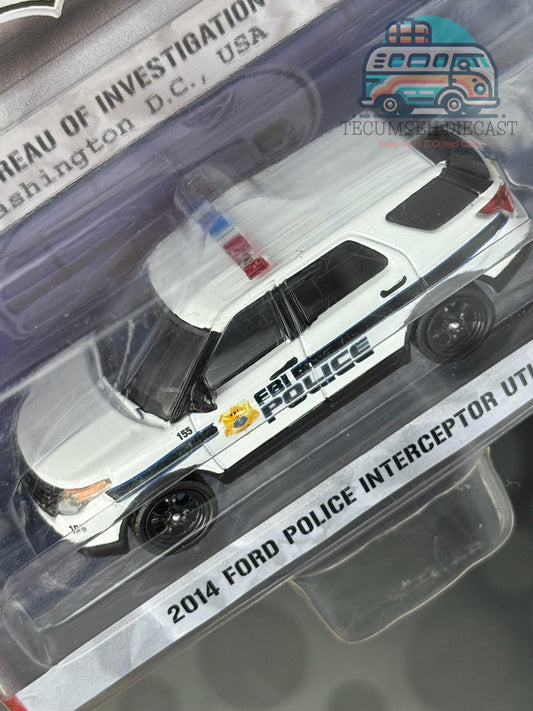 REAU OF INVESTIGATION
ashington D.C., USA
TECUMSEH DIECAST
FBI
POLICE
155
2014 FORD POLICE INTERCEPTOR UTI